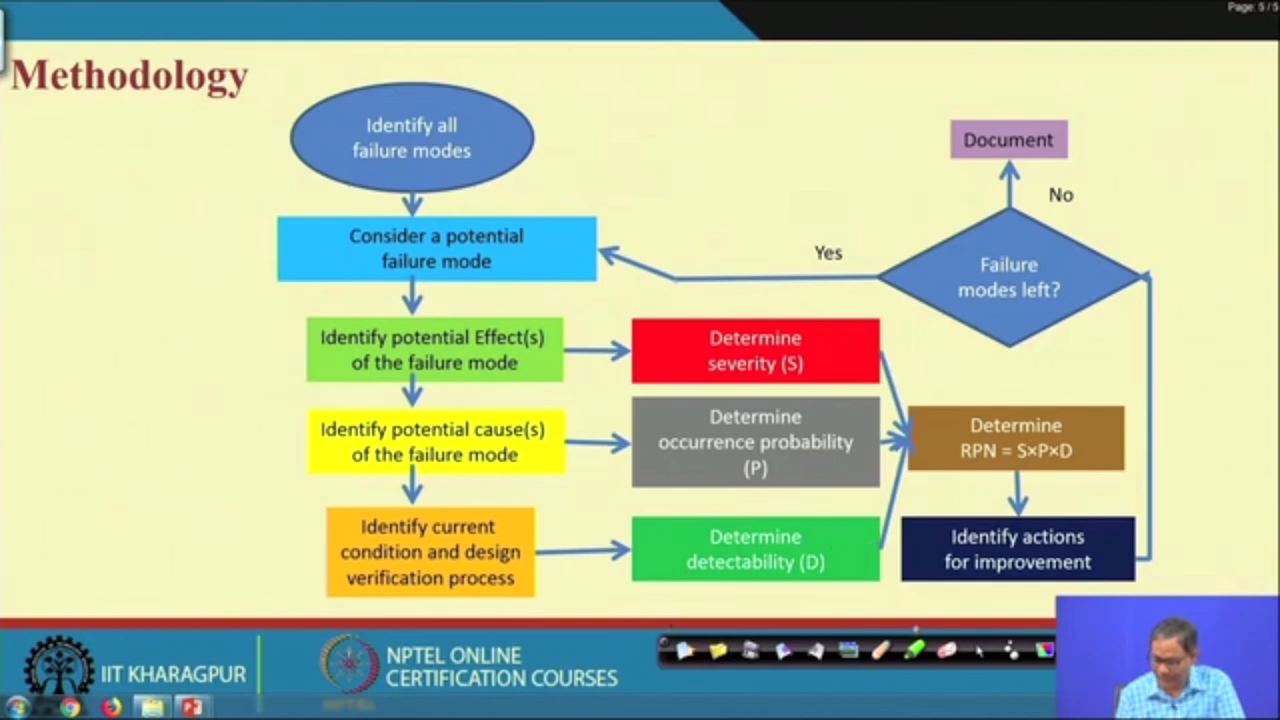 Page: 5 / 5
Methodology
Identify all
failure modes
Consider a potential
failure mode
Identify potential Effect(s)
of the failure mode
Identify potential cause(s)
of the failure mode
Identify current
condition and design
verification process
Determine
severity (S)
Determine
occurrence probability
(P)
Determine
detectability (D)
Determine
RPN = S×P×D
Identify actions
for improvement
Failure
modes left?
Yes
No
Document
IIT KHARAGPUR
NPTEL ONLINE
CERTIFICATION COURSES